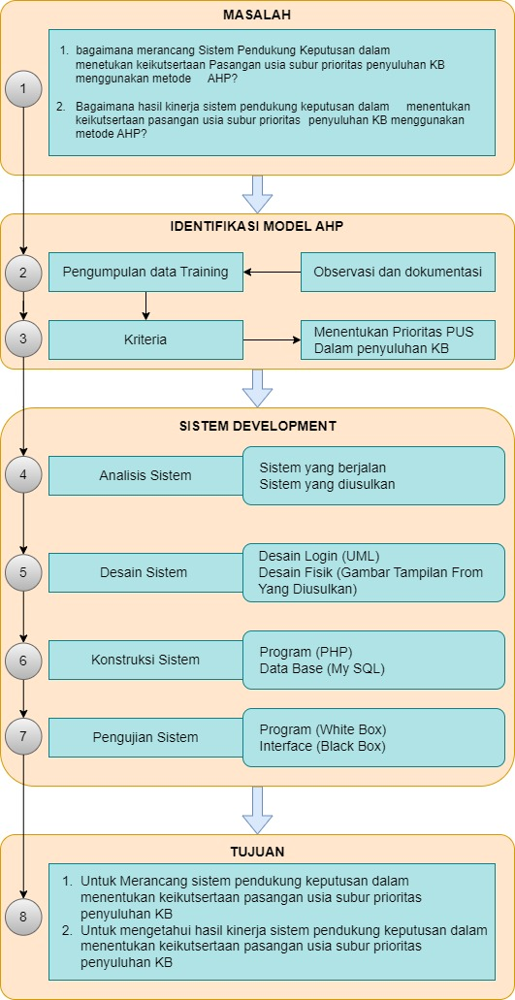 MASALAH
1. bagaimana merancang Sistem Pendukung Keputusan dalam
menetukan keikutsertaan Pasangan usia subur prioritas penyuluhan KB
menggunakan metode AHP?
2. Bagaimana hasil kinerja sistem pendukung keputusan dalam menentukan
keikutsertaan pasangan usia subur prioritas penyuluhan KB menggunakan
metode AHP?
1
IDENTIFIKASI MODEL AHP
2
Pengumpulan data Training
Observasi dan dokumentasi
3
Kriteria
Menentukan Prioritas PUS
Dalam penyuluhan KB
SISTEM DEVELOPMENT
4
Analisis Sistem
Sistem yang berjalan
Sistem yang diusulkan
5
Desain Sistem
Desain Login (UML)
Desain Fisik (Gambar Tampilan From
Yang Diusulkan)
6
Konstruksi Sistem
Program (PHP)
Data Base (My SQL)
7
Pengujian Sistem
Program (White Box)
Interface (Black Box)
TUJUAN
8
1. Untuk Merancang sistem pendukung keputusan dalam
menentukan keikutsertaan pasangan usia subur prioritas
penyuluhan KB
2. Untuk mengetahui hasil kinerja sistem pendukung keputusan dalam
menentukan keikutsertaan pasangan usia subur prioritas
penyuluhan KB